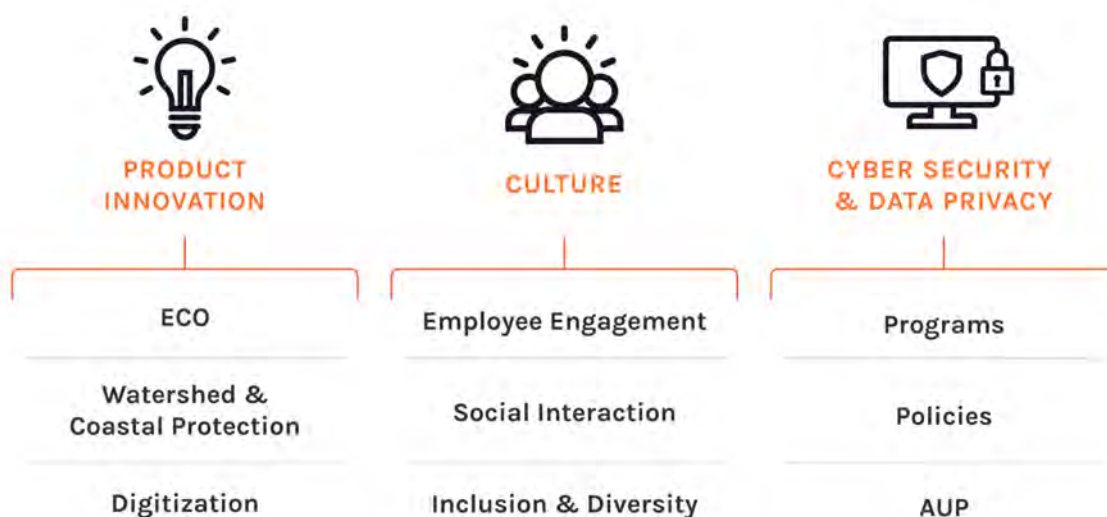 PRODUCT
INNOVATION
ECO
Watershed &
Coastal Protection
Digitization
CULTURE
Employee Engagement
Social Interaction
Inclusion & Diversity
CYBER SECURITY
& DATA PRIVACY
Programs
Policies
AUP